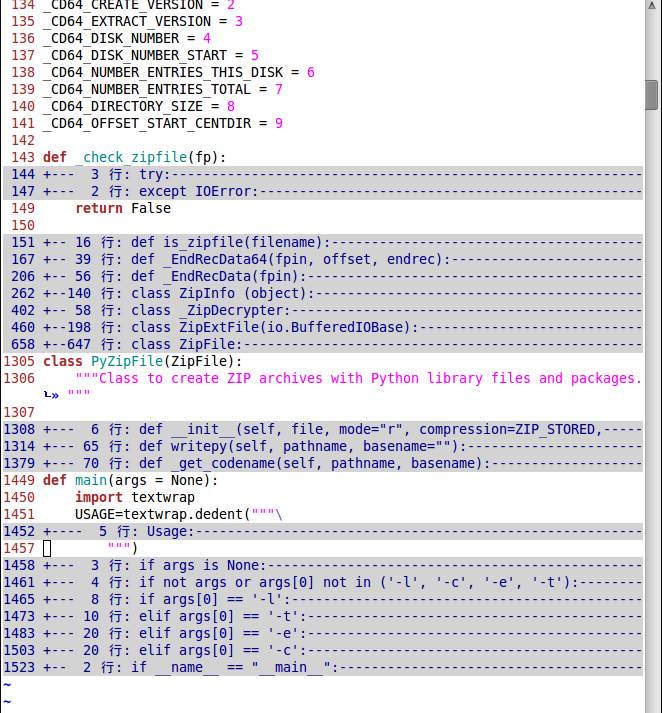 134 _CD64_CREATE_VERSION = 2
135 _CD64_EXTRACT_VERSION = 3
136 _CD64_DISK_NUMBER = 4
137 _CD64_DISK_NUMBER_START = 5
138 _CD64_NUMBER_ENTRIES_THIS_DISK = 6
139 _CD64_NUMBER_ENTRIES_TOTAL = 7
140 _CD64_DIRECTORY_SIZE = 8
141 _CD64_OFFSET_START_CENTDIR = 9
142
143 def _check_zipfile(fp):
144 +---  3 行: try:-----------------------------------------------------------
147 +---  2 行: except IOError:------------------------------------------------
149     return False
150
151 +-- 16 行: def is_zipfile(filename):---------------------------------------
167 +-- 39 行: def _EndRecData64(fpin, offset, endrec):------------------------
206 +-- 56 行: def _EndRecData(fpin):------------------------------------------
262 +--140 行: class ZipInfo (object):-----------------------------------------
402 +-- 58 行: class _ZipDecrypter:--------------------------------------------
460 +--198 行: class ZipExtFile(io.BufferedIOBase):----------------------------
658 +--647 行: class ZipFile:--------------------------------------------------
1305 class PyZipFile(ZipFile):
1306     """Class to create ZIP archives with Python library files and packages.
» """
1307
1308 +---  6 行: def __init__(self, file, mode="r", compression=ZIP_STORED,-----
1314 +--- 65 行: def writepy(self, pathname, basename=""):----------------------
1379 +--- 70 行: def _get_codename(self, pathname, basename):-------------------
1449 def main(args = None):
1450     import textwrap
1451     USAGE=textwrap.dedent("""\
1452 +----  5 行: Usage:--------------------------------------------------------
1457         """)
1458 +---  3 行: if args is None:-----------------------------------------------
1461 +---  4 行: if not args or args[0] not in ('-l', '-c', '-e', '-t'):--------
1465 +---  8 行: if args[0] == '-l':--------------------------------------------
1473 +--- 10 行: elif args[0] == '-t':------------------------------------------
1483 +--- 20 行: elif args[0] == '-e':------------------------------------------
1503 +--- 20 行: elif args[0] == '-c':------------------------------------------
1523 +--  2 行: if __name__ == "__main__":--------------------------------------
~
~